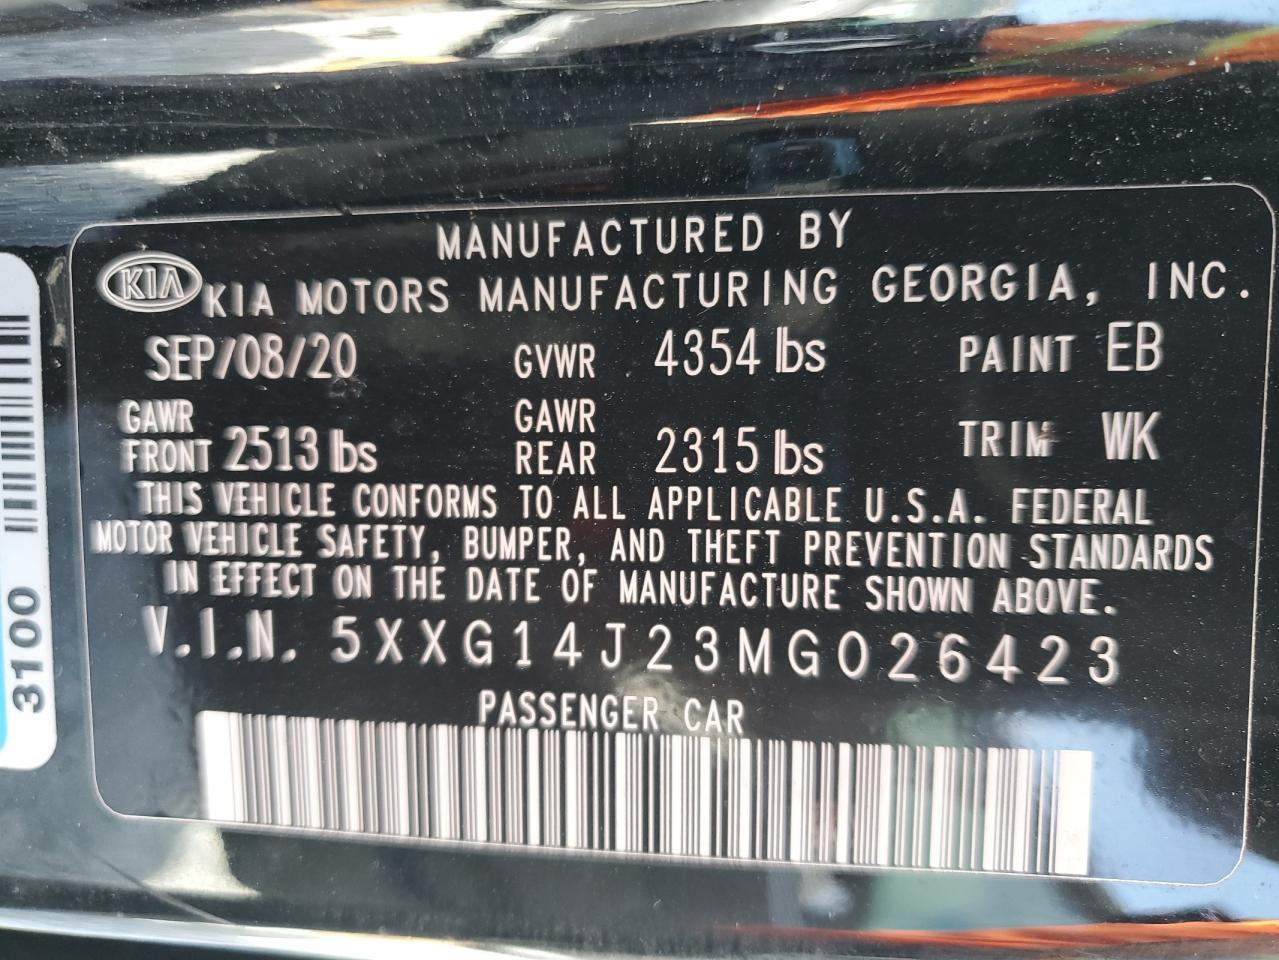 MANUFACTURED BY
KIA KIA MOTORS MANUFACTURING GEORGIA, INC.
SEP/08/20 GVWR 4354 lbs PAINT EB
GAWR FRONT 2513 lbs GAWR REAR 2315 lbs TRIM WK
THIS VEHICLE CONFORMS TO ALL APPLICABLE U.S.A. FEDERAL
MOTOR VEHICLE SAFETY, BUMPER, AND THEFT PREVENTION STANDARDS
IN EFFECT ON THE DATE OF MANUFACTURE SHOWN ABOVE.
V.I.N. 5XXG14J23MG026423
PASSENGER CAR
3100